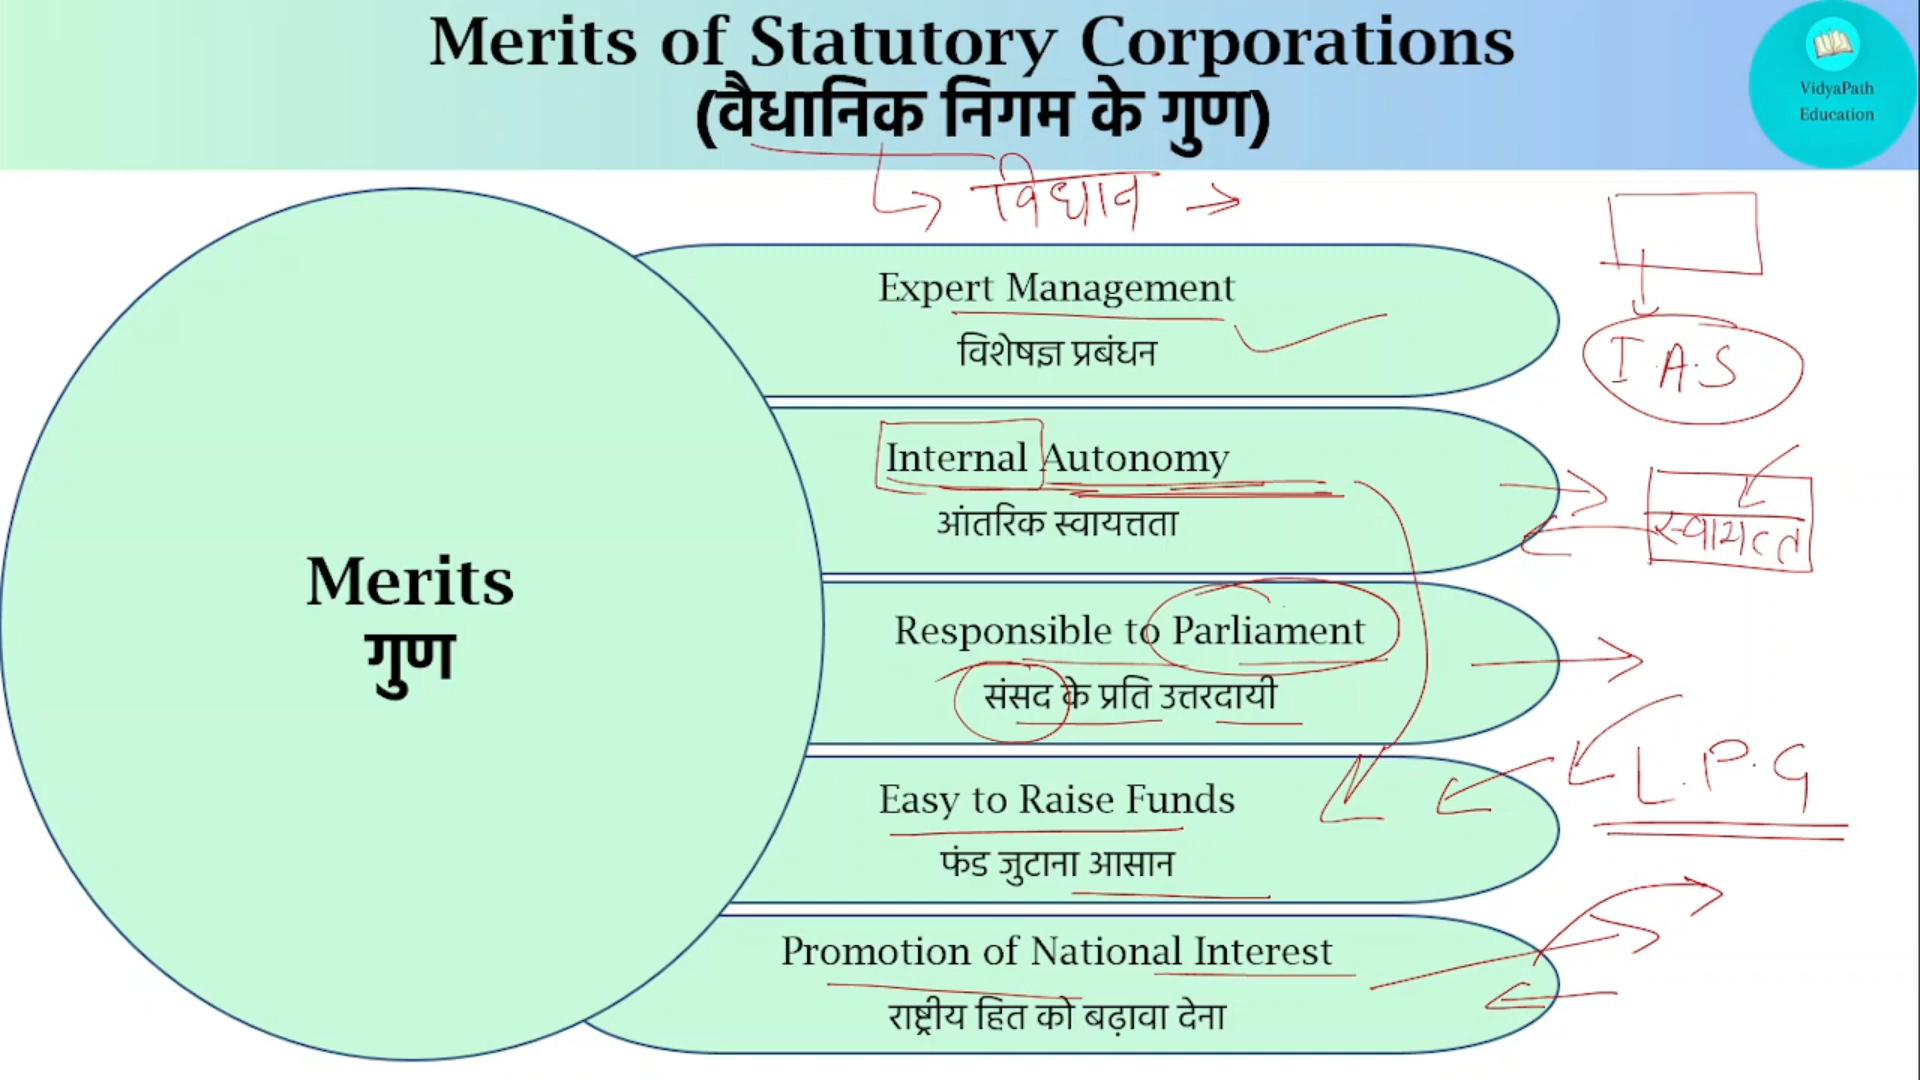 Merits of Statutory Corporations
(वैधानिक निगम के गुण)
VidyaPath
Education
विधान
Expert Management
विशेषज्ञ प्रबंधन
I.A.S
Internal Autonomy
आंतरिक स्वायत्तता
स्वायत्त
Merits
गुण
Responsible to Parliament
संसद के प्रति उत्तरदायी
L.P.G
Easy to Raise Funds
फंड जुटाना आसान
Promotion of National Interest
राष्ट्रीय हित को बढ़ावा देना